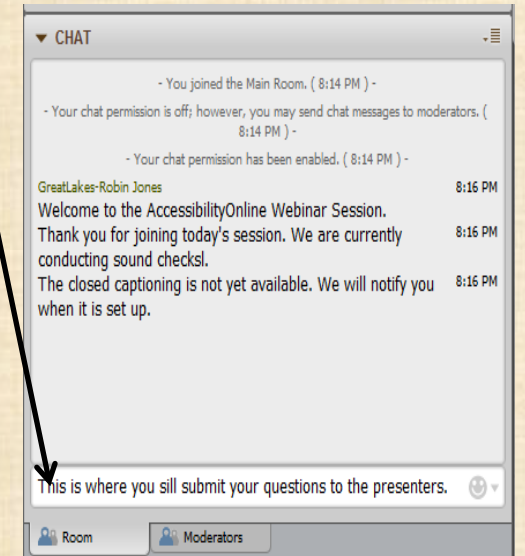 CHAT
- You joined the Main Room. ( 8:14 PM ) -
- Your chat permission is off; however, you may send chat messages to moderators. (
8:14 PM ) -
- Your chat permission has been enabled. ( 8:14 PM ) -
GreatLakes-Robin Jones 8:16 PM
Welcome to the AccessibilityOnline Webinar Session.
Thank you for joining today's session. We are currently 8:16 PM
conducting sound checksl.
The closed captioning is not yet available. We will notify you 8:16 PM
when it is set up.
This is where you sill submit your questions to the presenters.
Room Moderators